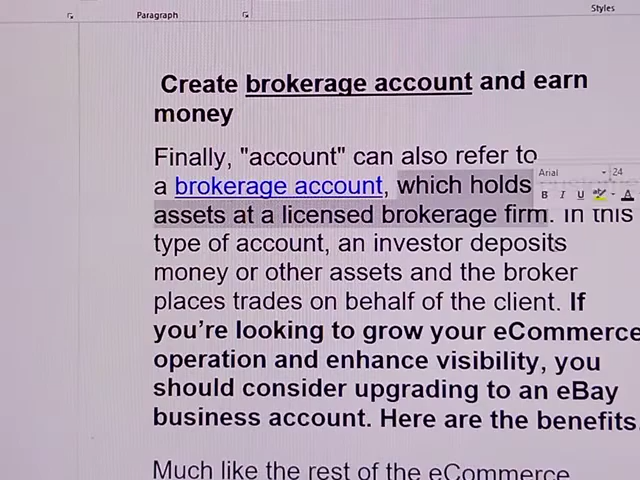 Paragraph
Styles
Create brokerage account and earn
money
Finally, "account" can also refer to
a brokerage account, which holds
Arial 24
B I U
assets at a licensed brokerage firm. In this
type of account, an investor deposits
money or other assets and the broker
places trades on behalf of the client. If
you’re looking to grow your eCommerce
operation and enhance visibility, you
should consider upgrading to an eBay
business account. Here are the benefits.
Much like the rest of the eCommerce